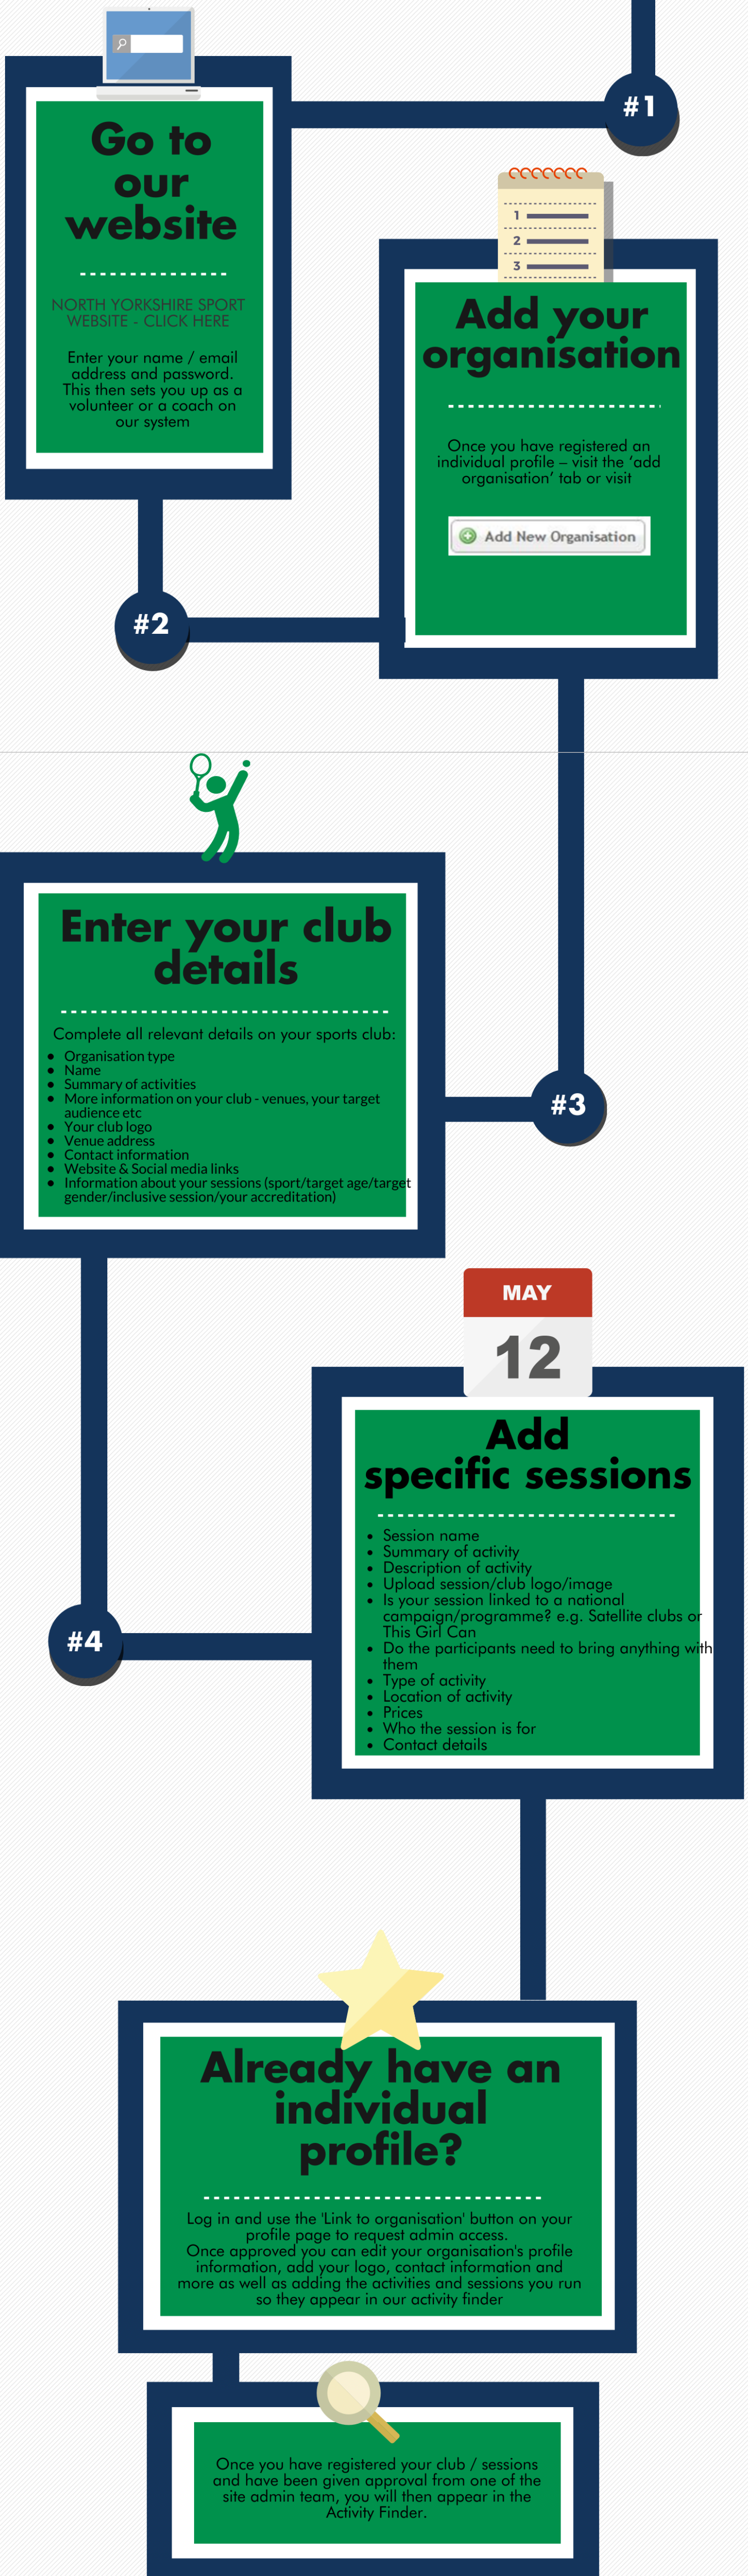 #1
Go to
our
website
NORTH YORKSHIRE SPORT
WEBSITE - CLICK HERE
Enter your name / email
address and password.
This then sets you up as a
volunteer or a coach on
our system
1
2
3
Add your
organisation
Once you have registered an
individual profile – visit the ‘add
organisation’ tab or visit
Add New Organisation
#2
Enter your club
details
Complete all relevant details on your sports club:
• Organisation type
• Name
• Summary of activities
• More information on your club - venues, your target
audience etc
• Your club logo
• Venue address
• Contact information
• Website & Social media links
• Information about your sessions (sport/target age/target
gender/inclusive session/your accreditation)
#3
MAY
12
Add
specific sessions
• Session name
• Summary of activity
• Description of activity
• Upload session/club logo/image
• Is your session linked to a national
campaign/programme? e.g. Satellite clubs or
This Girl Can
• Do the participants need to bring anything with
them
• Type of activity
• Location of activity
• Prices
• Who the session is for
• Contact details
#4
Already have an
individual
profile?
Log in and use the 'Link to organisation' button on your
profile page to request admin access.
Once approved you can edit your organisation's profile
information, add your logo, contact information and
more as well as adding the activities and sessions you run
so they appear in our activity finder
Once you have registered your club / sessions
and have been given approval from one of the
site admin team, you will then appear in the
Activity Finder.